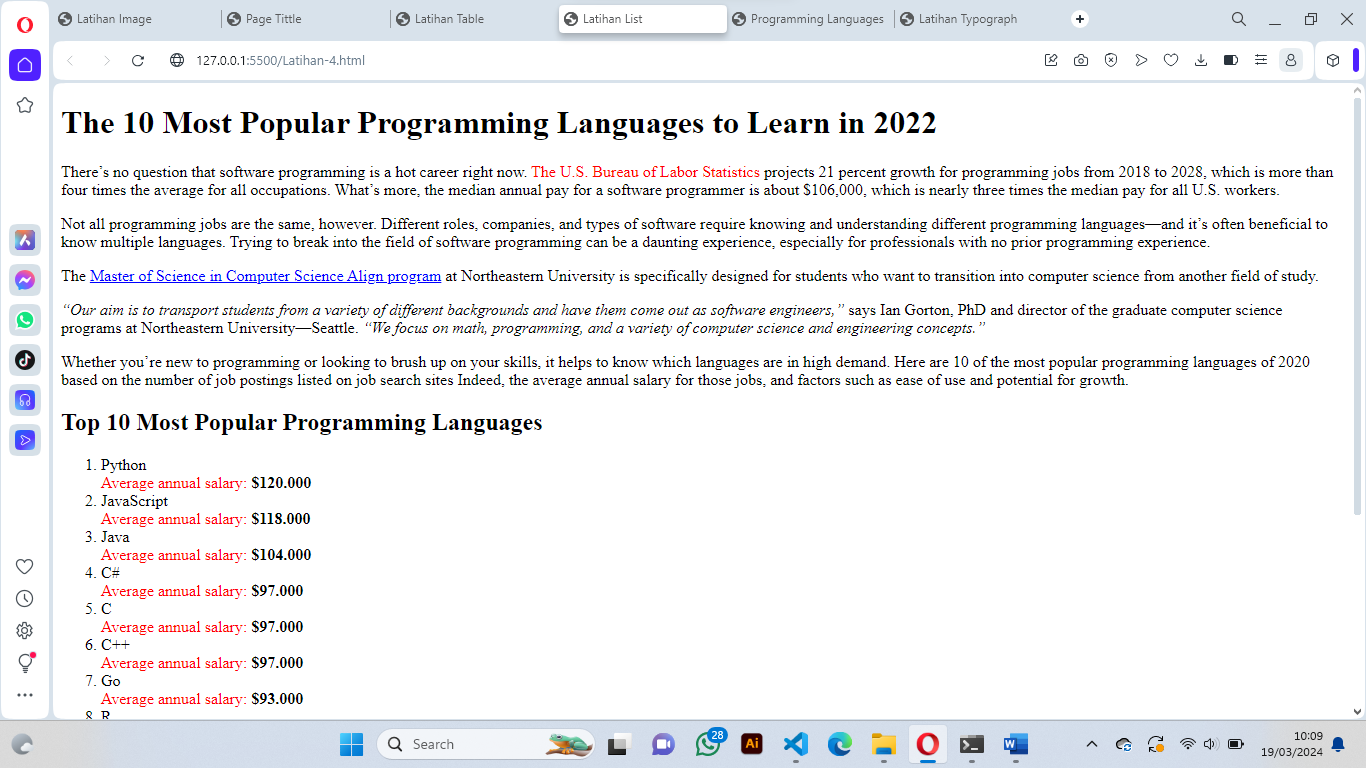 Latihan Image
Page Tittle
Latihan Table
Latihan List
Programming Languages
Latihan Typograph
127.0.0.1:5500/Latihan-4.html
The 10 Most Popular Programming Languages to Learn in 2022
There’s no question that software programming is a hot career right now. The U.S. Bureau of Labor Statistics projects 21 percent growth for programming jobs from 2018 to 2028, which is more than
four times the average for all occupations. What’s more, the median annual pay for a software programmer is about $106,000, which is nearly three times the median pay for all U.S. workers.
Not all programming jobs are the same, however. Different roles, companies, and types of software require knowing and understanding different programming languages—and it’s often beneficial to
know multiple languages. Trying to break into the field of software programming can be a daunting experience, especially for professionals with no prior programming experience.
The Master of Science in Computer Science Align program at Northeastern University is specifically designed for students who want to transition into computer science from another field of study.
“Our aim is to transport students from a variety of different backgrounds and have them come out as software engineers,” says Ian Gorton, PhD and director of the graduate computer science
programs at Northeastern University—Seattle. “We focus on math, programming, and a variety of computer science and engineering concepts.”
Whether you’re new to programming or looking to brush up on your skills, it helps to know which languages are in high demand. Here are 10 of the most popular programming languages of 2020
based on the number of job postings listed on job search sites Indeed, the average annual salary for those jobs, and factors such as ease of use and potential for growth.
Top 10 Most Popular Programming Languages
1. Python
Average annual salary: $120.000
2. JavaScript
Average annual salary: $118.000
3. Java
Average annual salary: $104.000
4. C#
Average annual salary: $97.000
5. C
Average annual salary: $97.000
6. C++
Average annual salary: $97.000
7. Go
Average annual salary: $93.000
8. R
Search
28
Ai
10:09
19/03/2024